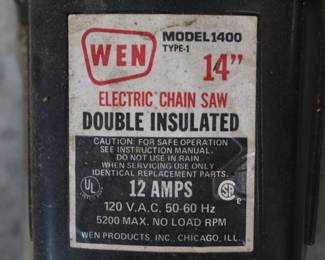 WEN
MODEL 1400
TYPE-1
14"
ELECTRIC CHAIN SAW
DOUBLE INSULATED
CAUTION: FOR SAFE OPERATION
SEE INSTRUCTION MANUAL.
DO NOT USE IN RAIN.
WHEN SERVICING USE ONLY
IDENTICAL REPLACEMENT PARTS.
UL
12 AMPS
120 V.A.C. 50-60 Hz
5200 MAX. NO LOAD RPM
WEN PRODUCTS, INC. CHICAGO, ILL.